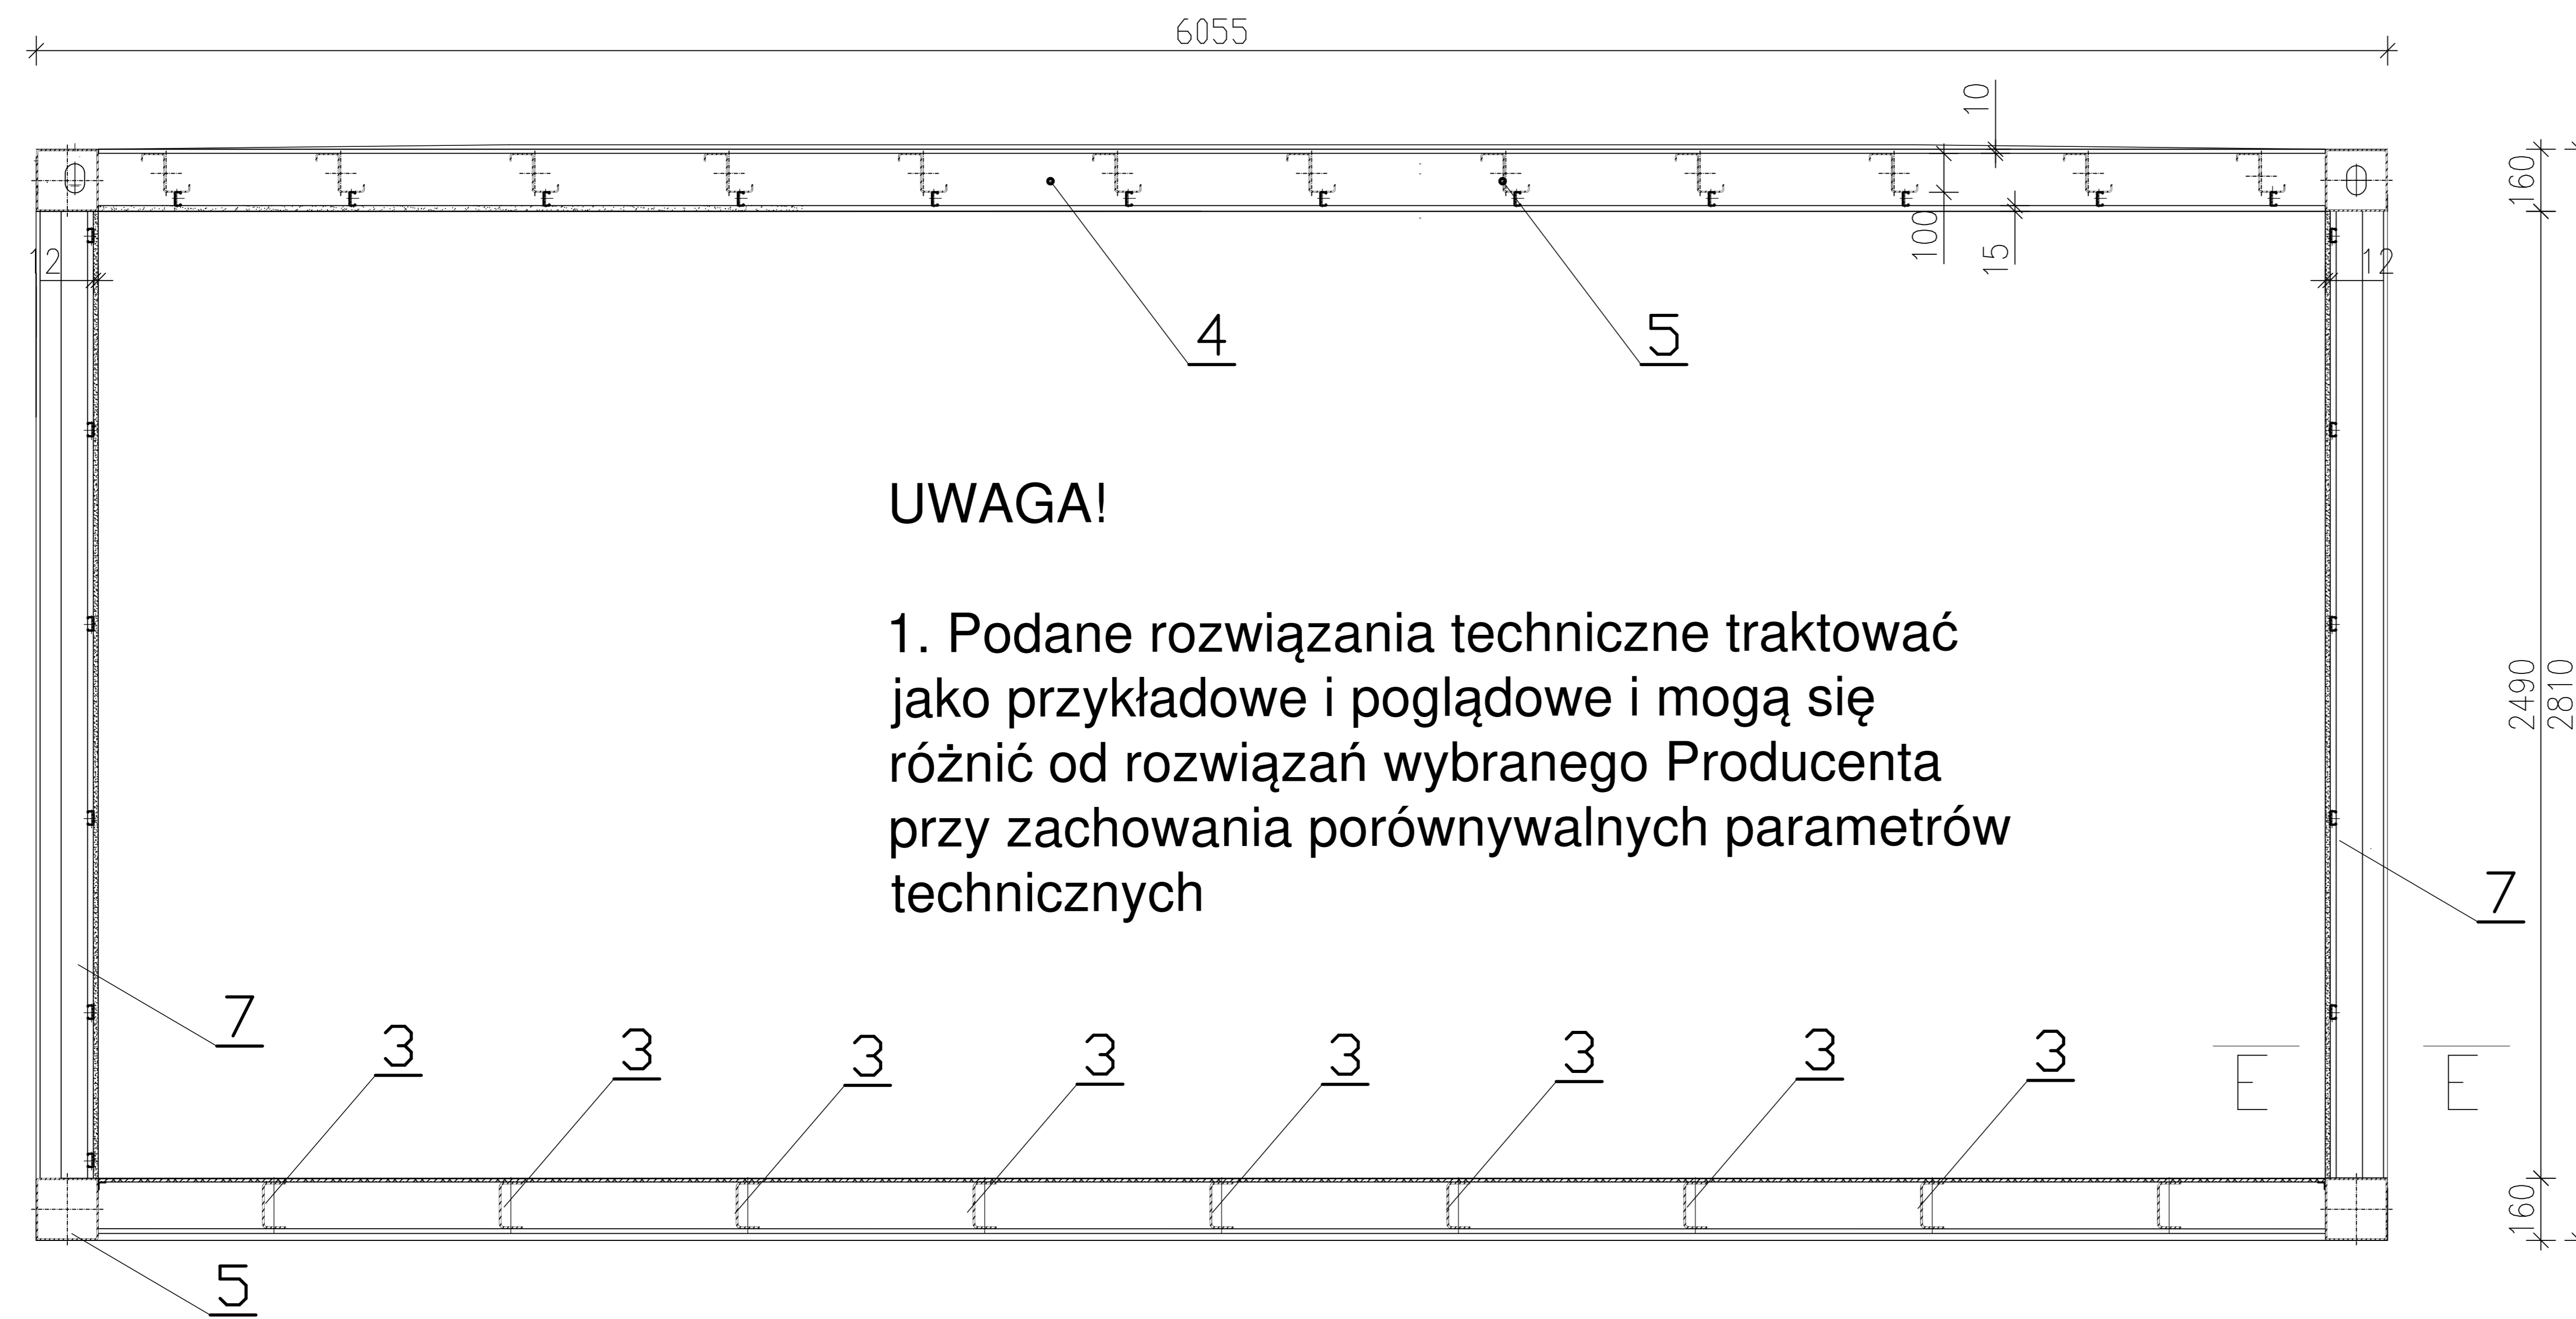 6055
10
160
12
100
15
12
4
5
UWAGA!
1. Podane rozwiązania techniczne traktować
jako przykładowe i poglądowe i mogą się
różnić od rozwiązań wybranego Producenta
przy zachowania porównywalnych parametrów
technicznych
2490
2810
7
7
3
3
3
3
3
3
3
3
E
E
160
5